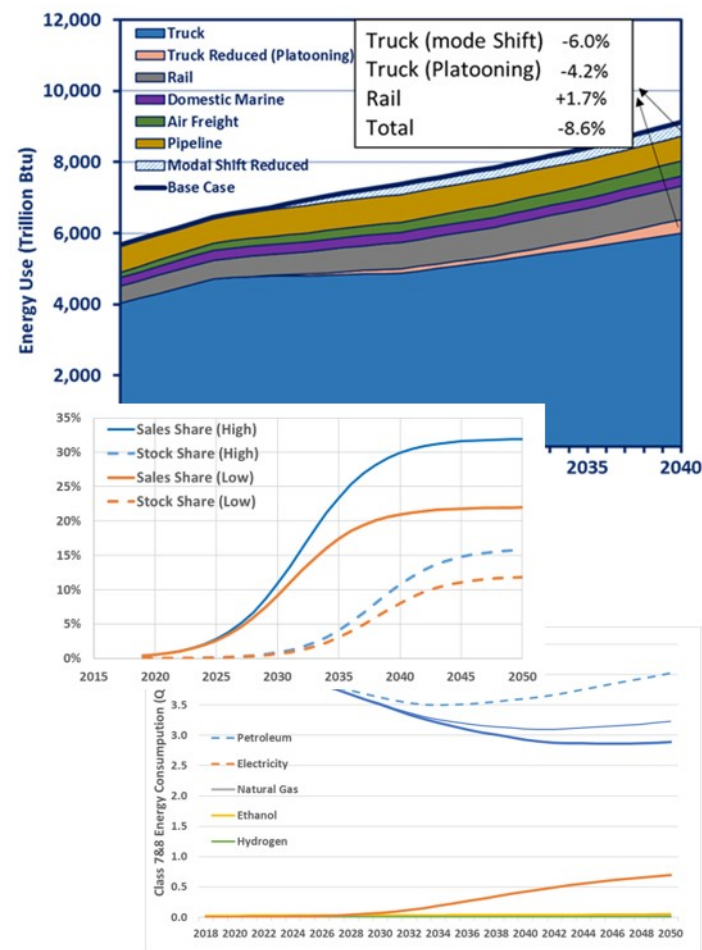 12,000
10,000
8,000
6,000
4,000
2,000
Energy Use (Trillion Btu)
Truck
Truck Reduced (Platooning)
Rail
Domestic Marine
Air Freight
Pipeline
Modal Shift Reduced
Base Case
Truck (mode Shift) -6.0%
Truck (Platooning) -4.2%
Rail +1.7%
Total -8.6%
2035 2040
35%
30%
25%
20%
15%
10%
5%
0%
Sales Share (High)
Stock Share (High)
Sales Share (Low)
Stock Share (Low)
2015 2020 2025 2030 2035 2040 2045 2050
Class 7&8 Energy Consumpution (Q
3.5
3.0
2.5
2.0
1.5
1.0
0.5
0.0
Petroleum
Electricity
Natural Gas
Ethanol
Hydrogen
2018 2020 2022 2024 2026 2028 2030 2032 2034 2036 2038 2040 2042 2044 2046 2048 2050